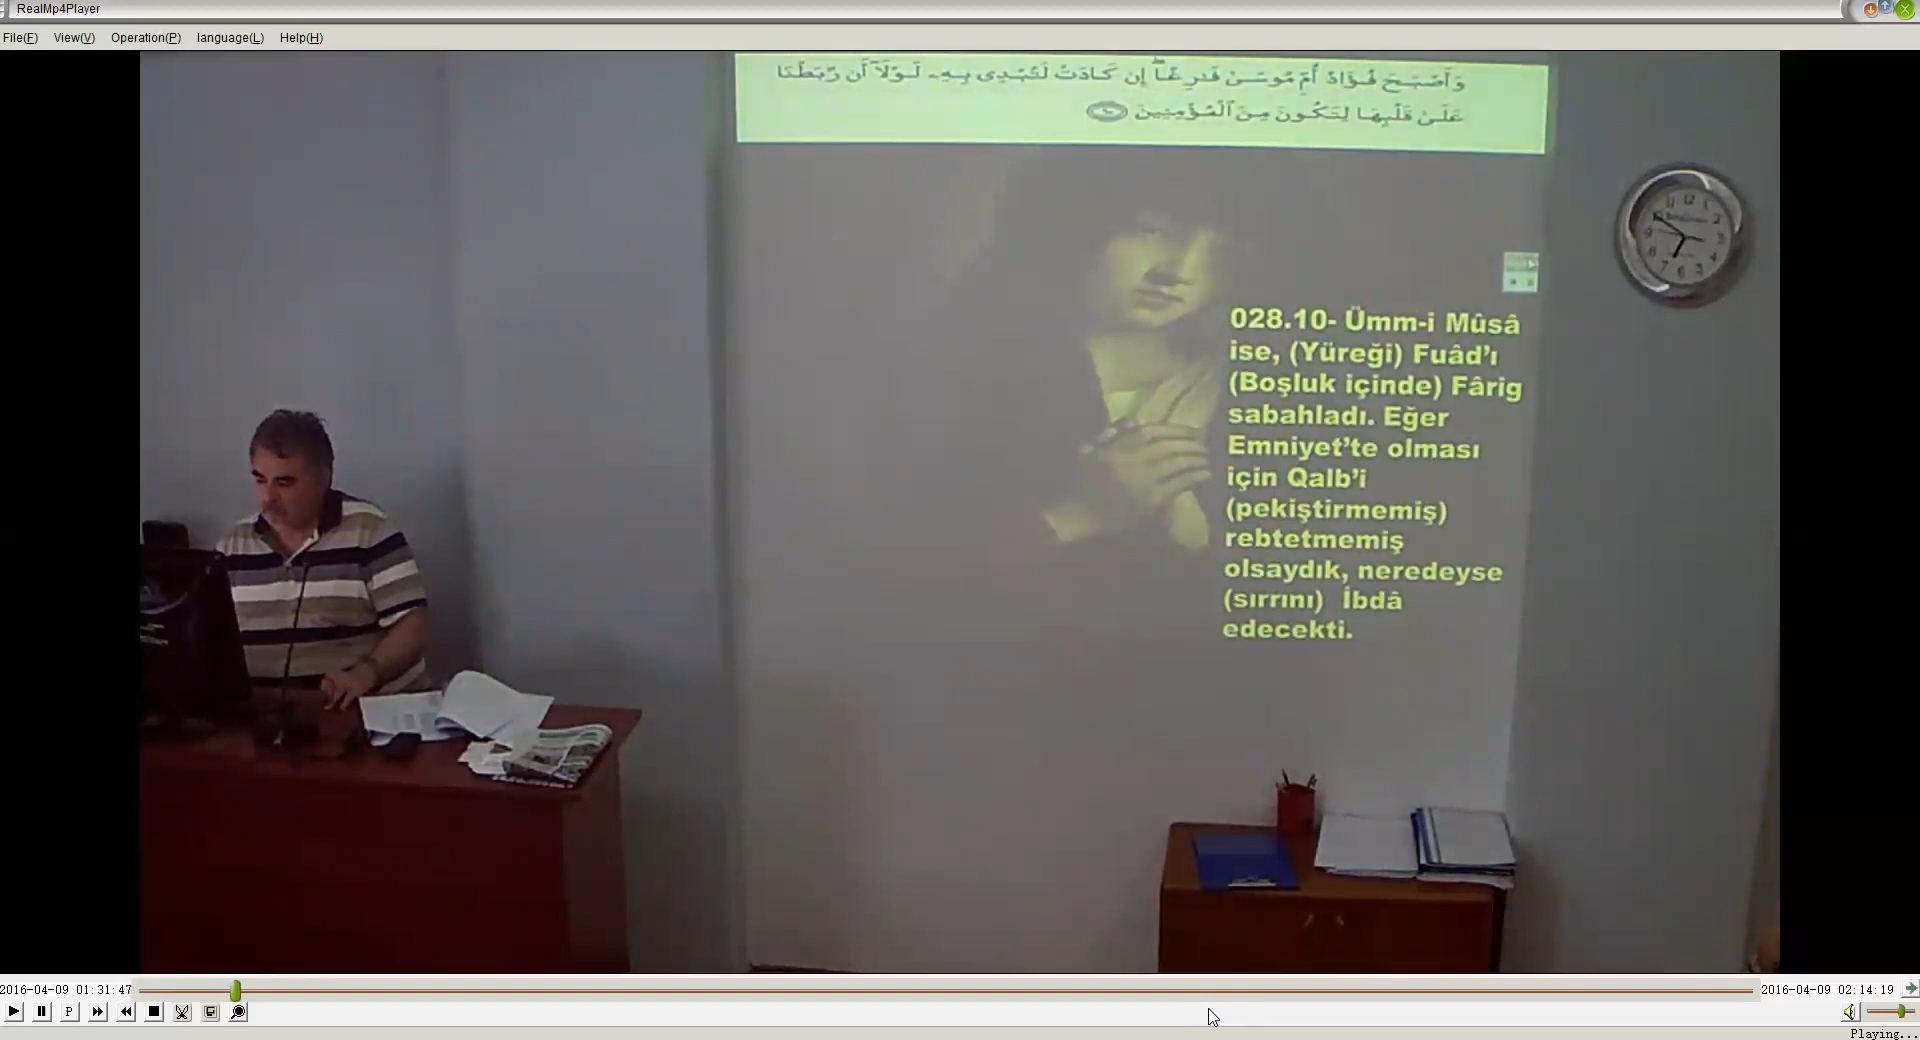 RealMp4Player
File(F) View(V) Operation(P) language(L) Help(H)
وَأَصْبَحَ فُؤَادُ أُمِّ مُوسَىٰ فَٰرِغًا ۖ إِن كَادَتْ لَتُبْدِى بِهِۦ لَوْلَآ أَن رَّبَطْنَا
عَلَىٰ قَلْبِهَا لِتَكُونَ مِنَ ٱلْمُؤْمِنِينَ ١٠
028.10- Ümm-i Mûsâ
ise, (Yüreği) Fuâd’ı
(Boşluk içinde) Fârig
sabahladı. Eğer
Emniyet’te olması
için Qalb’i
(pekiştirmemiş)
rebtetmemiş
olsaydık, neredeyse
(sırrını) İbdâ
edecekti.
2016-04-09 01:31:47 2016-04-09 02:14:19
P
Playing...